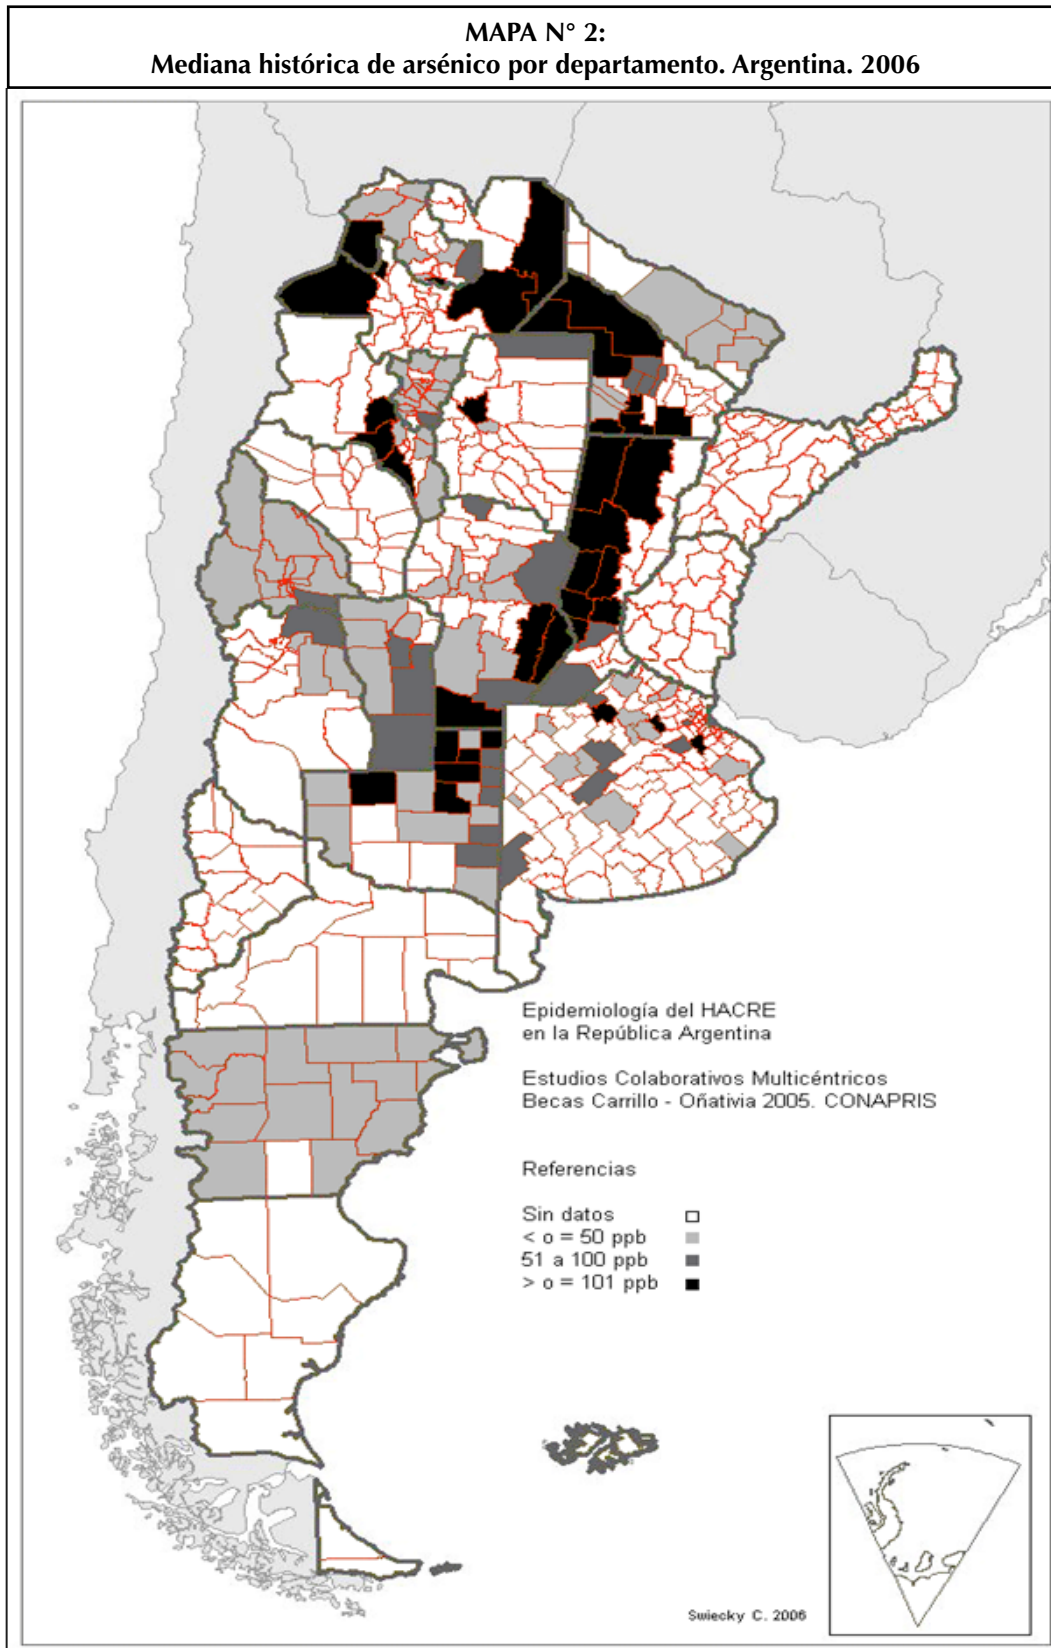 MAPA N° 2:
Mediana histórica de arsénico por departamento. Argentina. 2006
Epidemiología del HACRE
en la República Argentina
Estudios Colaborativos Multicéntricos
Becas Carrillo - Oñativia 2005. CONAPRIS
Referencias
Sin datos
< o = 50 ppb
51 a 100 ppb
> o = 101 ppb
Swiecky C. 2006